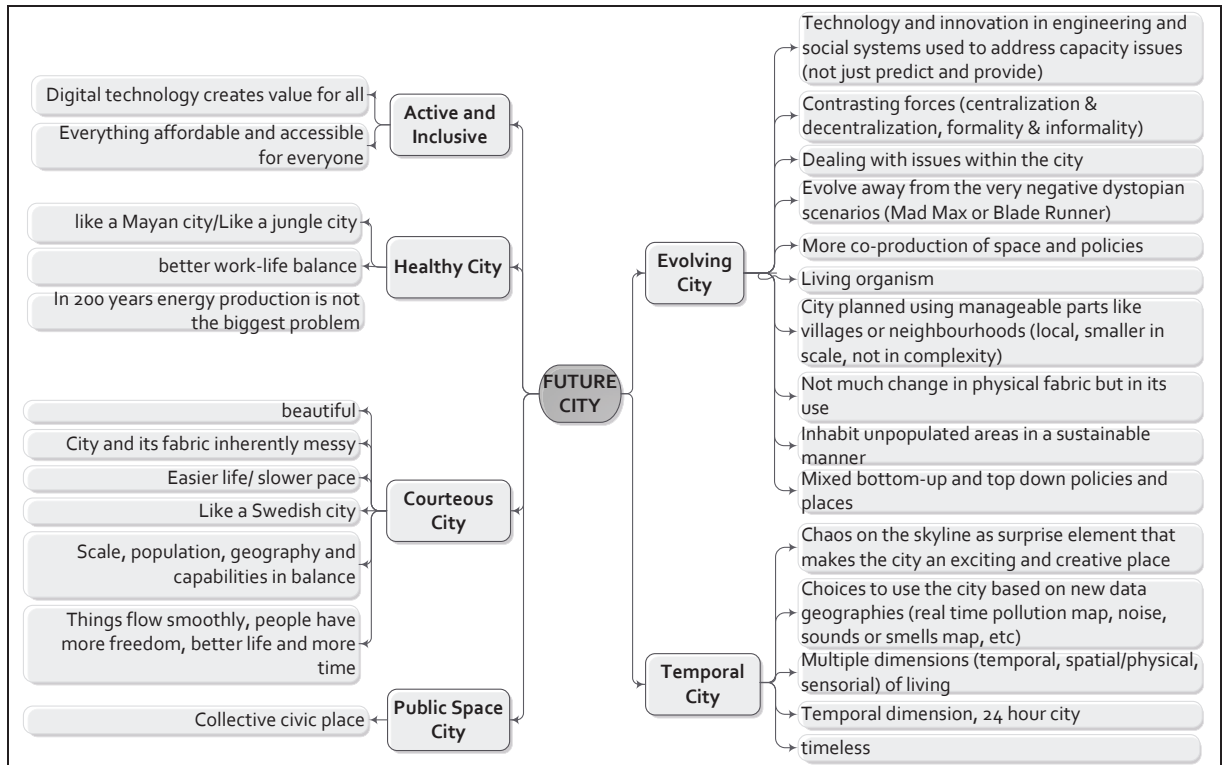 Digital technology creates value for all
Everything affordable and accessible
for everyone
Active and
Inclusive
like a Mayan city/Like a jungle city
better work-life balance
In 200 years energy production is not
the biggest problem
Healthy City
beautiful
City and its fabric inherently messy
Easier life/ slower pace
Like a Swedish city
Scale, population, geography and
capabilities in balance
Things flow smoothly, people have
more freedom, better life and more
time
Courteous
City
Collective civic place
Public Space
City
FUTURE
CITY
Evolving
City
Technology and innovation in engineering and
social systems used to address capacity issues
(not just predict and provide)
Contrasting forces (centralization &
decentralization, formality & informality)
Dealing with issues within the city
Evolve away from the very negative dystopian
scenarios (Mad Max or Blade Runner)
More co-production of space and policies
Living organism
City planned using manageable parts like
villages or neighbourhoods (local, smaller in
scale, not in complexity)
Not much change in physical fabric but in its
use
Inhabit unpopulated areas in a sustainable
manner
Mixed bottom-up and top down policies and
places
Temporal
City
Chaos on the skyline as surprise element that
makes the city an exciting and creative place
Choices to use the city based on new data
geographies (real time pollution map, noise,
sounds or smells map, etc)
Multiple dimensions (temporal, spatial/physical,
sensorial) of living
Temporal dimension, 24 hour city
timeless